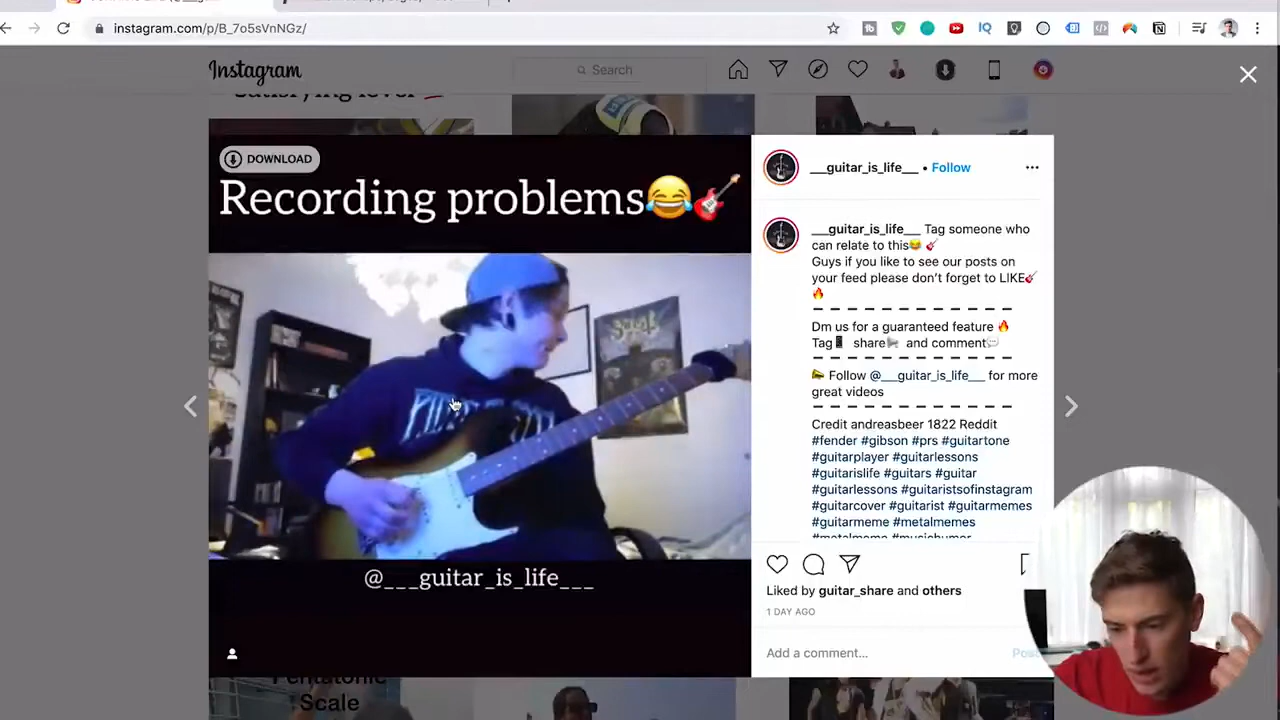 instagram.com/p/B_7o5sVnNGz/
Instagram
Search
DOWNLOAD
Recording problems😂🎸
@___guitar_is_life___
___guitar_is_life___ • Follow
___guitar_is_life___ Tag someone who
can relate to this😂 🎸
Guys if you like to see our posts on
your feed please don’t forget to LIKE🎸
🔥
— — — — — — — — — — — — —
Dm us for a guaranteed feature 🔥
Tag📱 share📢 and comment💬
— — — — — — — — — — — — —
📣 Follow @___guitar_is_life___ for more
great videos
— — — — — — — — — — — — —
Credit andreasbeer 1822 Reddit
#fender #gibson #prs #guitartone
#guitarplayer #guitarlessons
#guitarislife #guitars #guitar
#guitarlessons #guitaristsofinstagram
#guitarcover #guitarist #guitarmemes
#guitarmeme #metalmemes
#metalmeme #musichumor
Liked by guitar_share and others
1 DAY AGO
Add a comment...
Post
Pentatonic
Scale